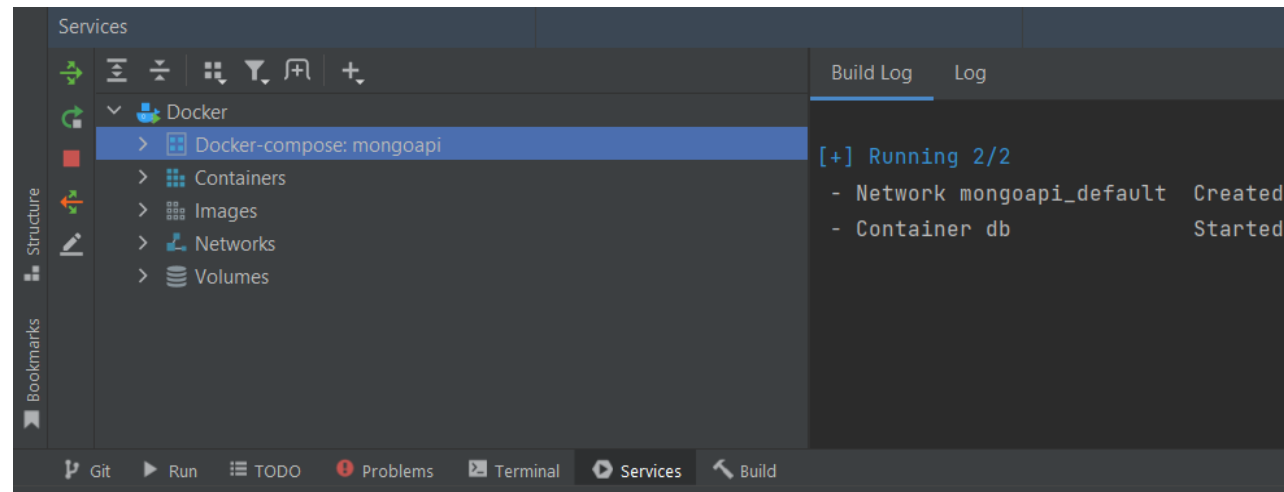 Services
Build Log Log
Docker
Docker-compose: mongoapi
Containers
Images
Networks
Volumes
[+] Running 2/2
- Network mongoapi_default Created
- Container db Started
Structure
Bookmarks
Git Run TODO Problems Terminal Services Build